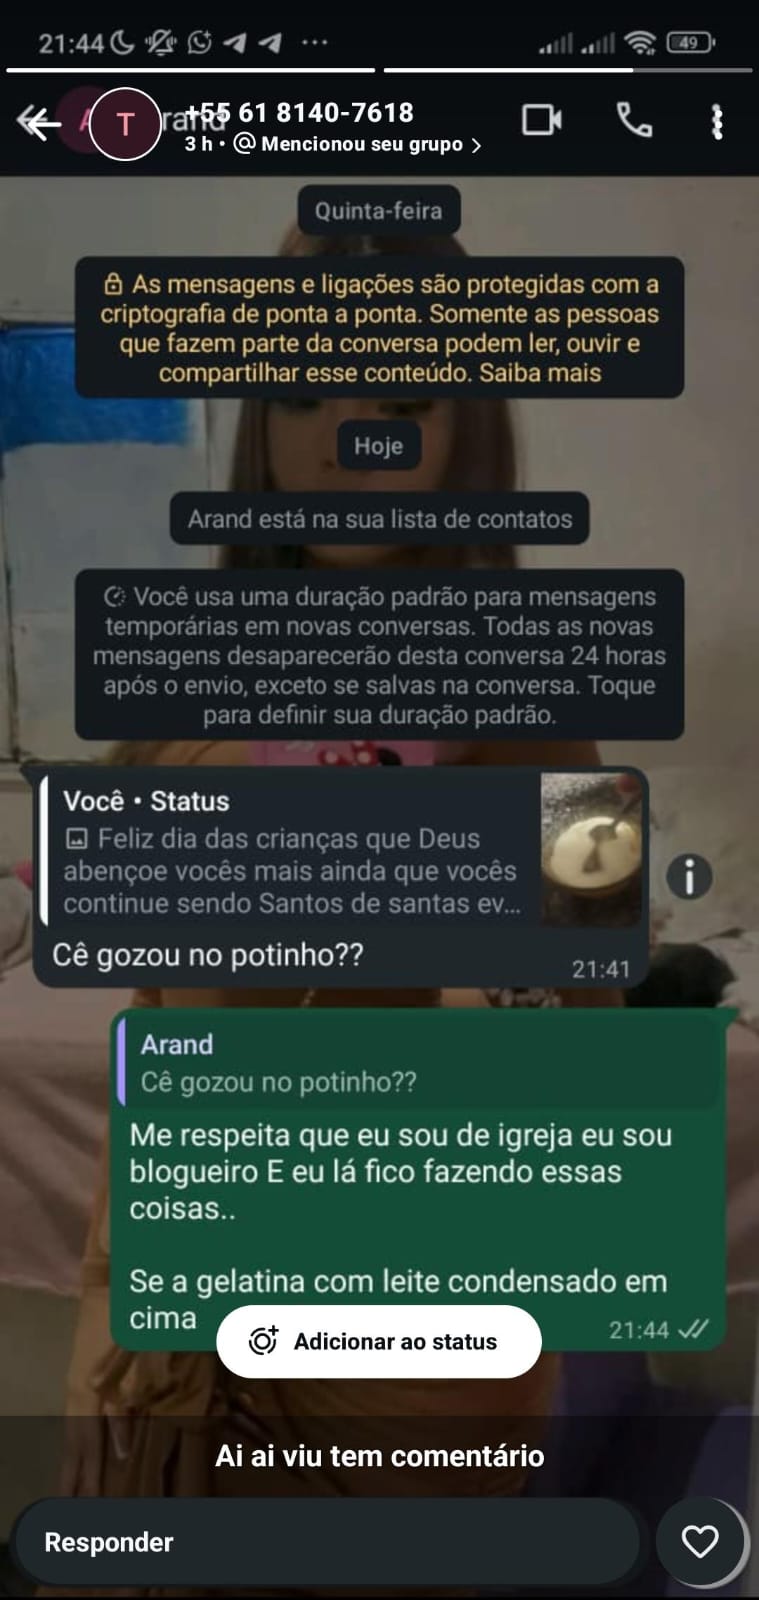 21:44
49
+55 61 8140-7618
3 h • @ Mencionou seu grupo >
T
Quinta-feira
As mensagens e ligações são protegidas com a
criptografia de ponta a ponta. Somente as pessoas
que fazem parte da conversa podem ler, ouvir e
compartilhar esse conteúdo. Saiba mais
Hoje
Arand está na sua lista de contatos
Você usa uma duração padrão para mensagens
temporárias em novas conversas. Todas as novas
mensagens desaparecerão desta conversa 24 horas
após o envio, exceto se salvas na conversa. Toque
para definir sua duração padrão.
Você • Status
Feliz dia das crianças que Deus
abençoe vocês mais ainda que vocês
continue sendo Santos de santas ev...
Cê gozou no potinho??
21:41
Arand
Cê gozou no potinho??
Me respeita que eu sou de igreja eu sou
blogueiro E eu lá fico fazendo essas
coisas..
Se a gelatina com leite condensado em
cima
21:44
Adicionar ao status
Ai ai viu tem comentário
Responder